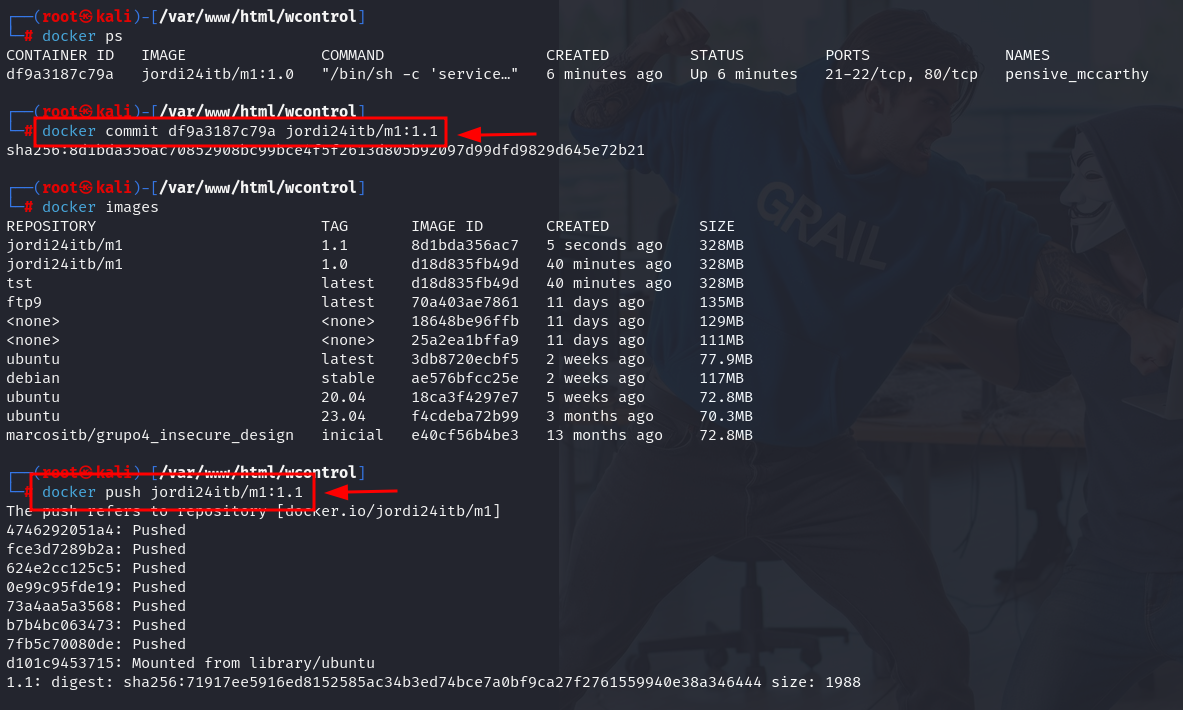 ┌──(root㉿kali)-[/var/www/html/wcontrol]
└─# docker ps
CONTAINER ID   IMAGE               COMMAND                  CREATED         STATUS         PORTS               NAMES
df9a3187c79a   jordi24itb/m1:1.0   "/bin/sh -c 'service…"   6 minutes ago   Up 6 minutes   21-22/tcp, 80/tcp   pensive_mccarthy
┌──(root㉿kali)-[/var/www/html/wcontrol]
└─# docker commit df9a3187c79a jordi24itb/m1:1.1
sha256:8d1bda356ac70852908bc99bce4f5f2613d805b92097d99dfd9829d645e72b21
┌──(root㉿kali)-[/var/www/html/wcontrol]
└─# docker images
REPOSITORY                         TAG       IMAGE ID       CREATED          SIZE
jordi24itb/m1                      1.1       8d1bda356ac7   5 seconds ago    328MB
jordi24itb/m1                      1.0       d18d835fb49d   40 minutes ago   328MB
tst                                latest    d18d835fb49d   40 minutes ago   328MB
ftp9                               latest    70a403ae7861   11 days ago      135MB
<none>                             <none>    18648be96ffb   11 days ago      129MB
<none>                             <none>    25a2ea1bffa9   11 days ago      111MB
ubuntu                             latest    3db8720ecbf5   2 weeks ago      77.9MB
debian                             stable    ae576bfcc25e   2 weeks ago      117MB
ubuntu                             20.04     18ca3f4297e7   5 weeks ago      72.8MB
ubuntu                             23.04     f4cdeba72b99   3 months ago     70.3MB
marcositb/grupo4_insecure_design   inicial   e40cf56b4be3   13 months ago    72.8MB
┌──(root㉿kali)-[/var/www/html/wcontrol]
└─# docker push jordi24itb/m1:1.1
The push refers to repository [docker.io/jordi24itb/m1]
4746292051a4: Pushed
fce3d7289b2a: Pushed
624e2cc125c5: Pushed
0e99c95fde19: Pushed
73a4aa5a3568: Pushed
b7b4bc063473: Pushed
7fb5c70080de: Pushed
d101c9453715: Mounted from library/ubuntu
1.1: digest: sha256:71917ee5916ed8152585ac34b3ed74bce7a0bf9ca27f2761559940e38a346444 size: 1988
GRAIL